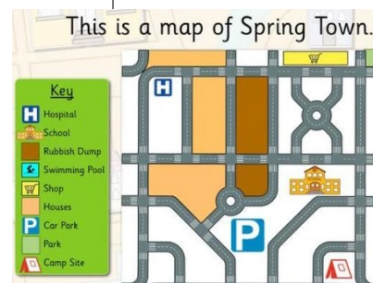 This is a map of Spring Town.
Key
H Hospital
School
Rubbish Dump
Swimming Pool
Shop
Houses
P Car Park
Park
Camp Site
H
P